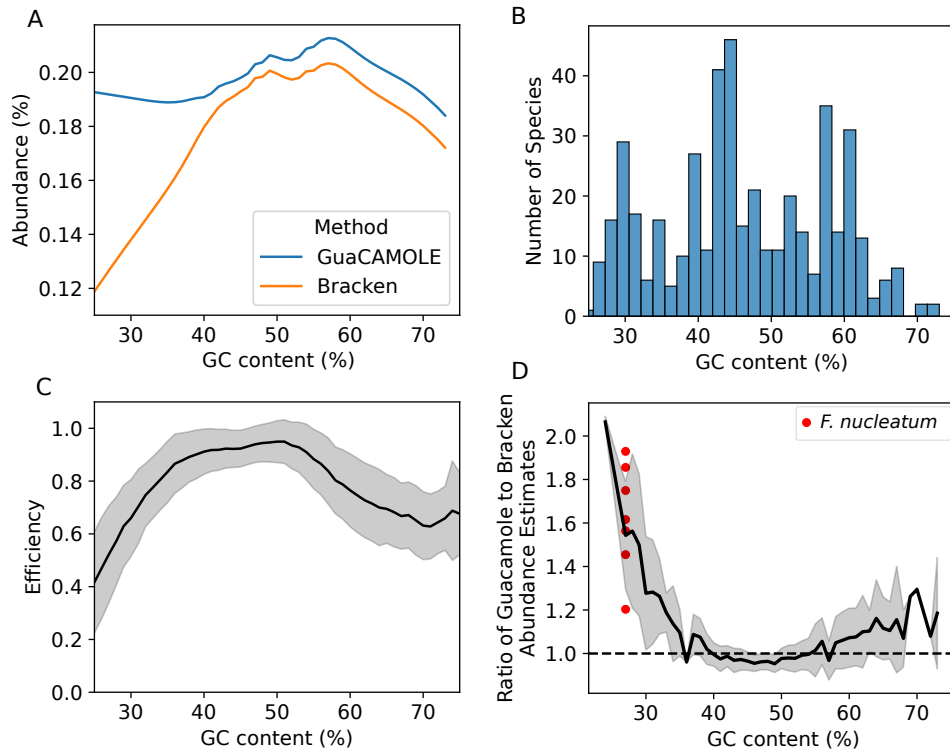 A
Abundance (%)
0.20
0.18
0.16
0.14
0.12
Method
GuaCAMOLE
Bracken
30 40 50 60 70
GC content (%)
B
Number of Species
40
30
20
10
0
30 40 50 60 70
GC content (%)
C
Efficiency
1.0
0.8
0.6
0.4
0.2
0.0
30 40 50 60 70
GC content (%)
D
Ratio of Guacamole to Bracken
Abundance Estimates
2.0
1.8
1.6
1.4
1.2
1.0
F. nucleatum
30 40 50 60 70
GC content (%)